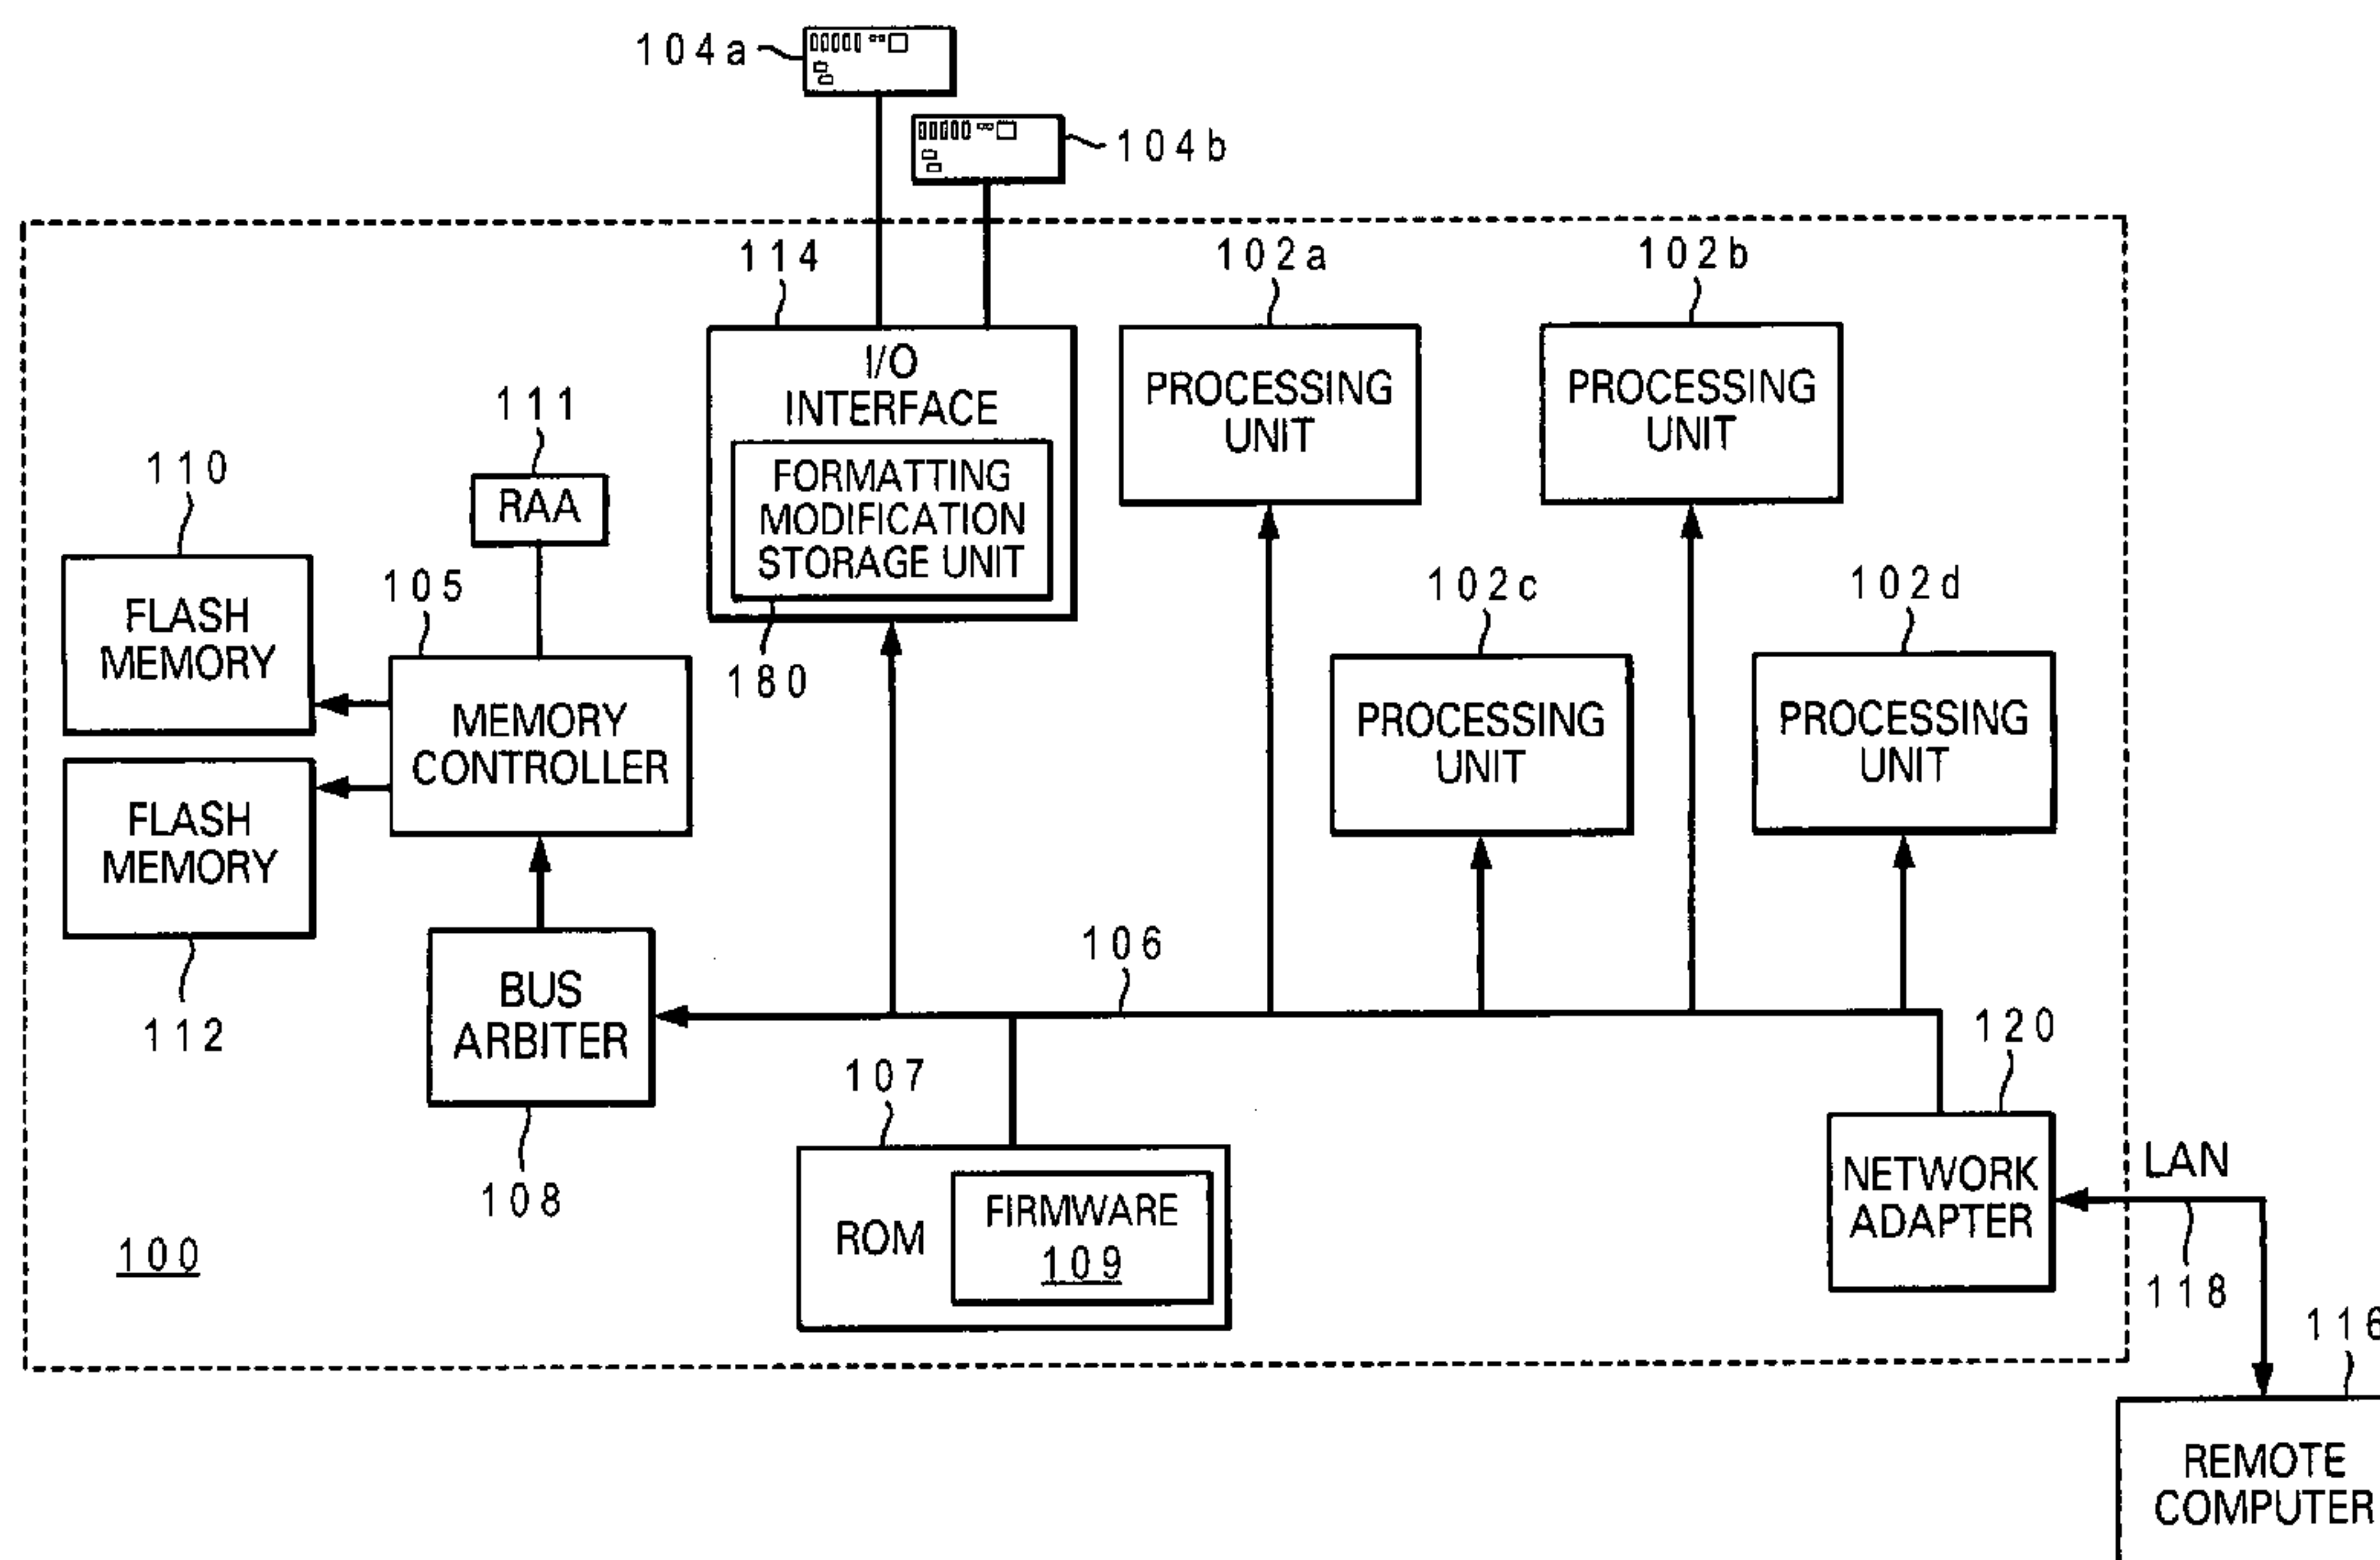 104a
104b
114
102a
102b
I/O
INTERFACE
FORMATTING
MODIFICATION
STORAGE UNIT
180
PROCESSING
UNIT
PROCESSING
UNIT
111
RAA
110
FLASH
MEMORY
105
MEMORY
CONTROLLER
102c
PROCESSING
UNIT
102d
PROCESSING
UNIT
FLASH
MEMORY
112
BUS
ARBITER
108
106
107
ROM
FIRMWARE
109
120
NETWORK
ADAPTER
LAN
118
100
116
REMOTE
COMPUTER